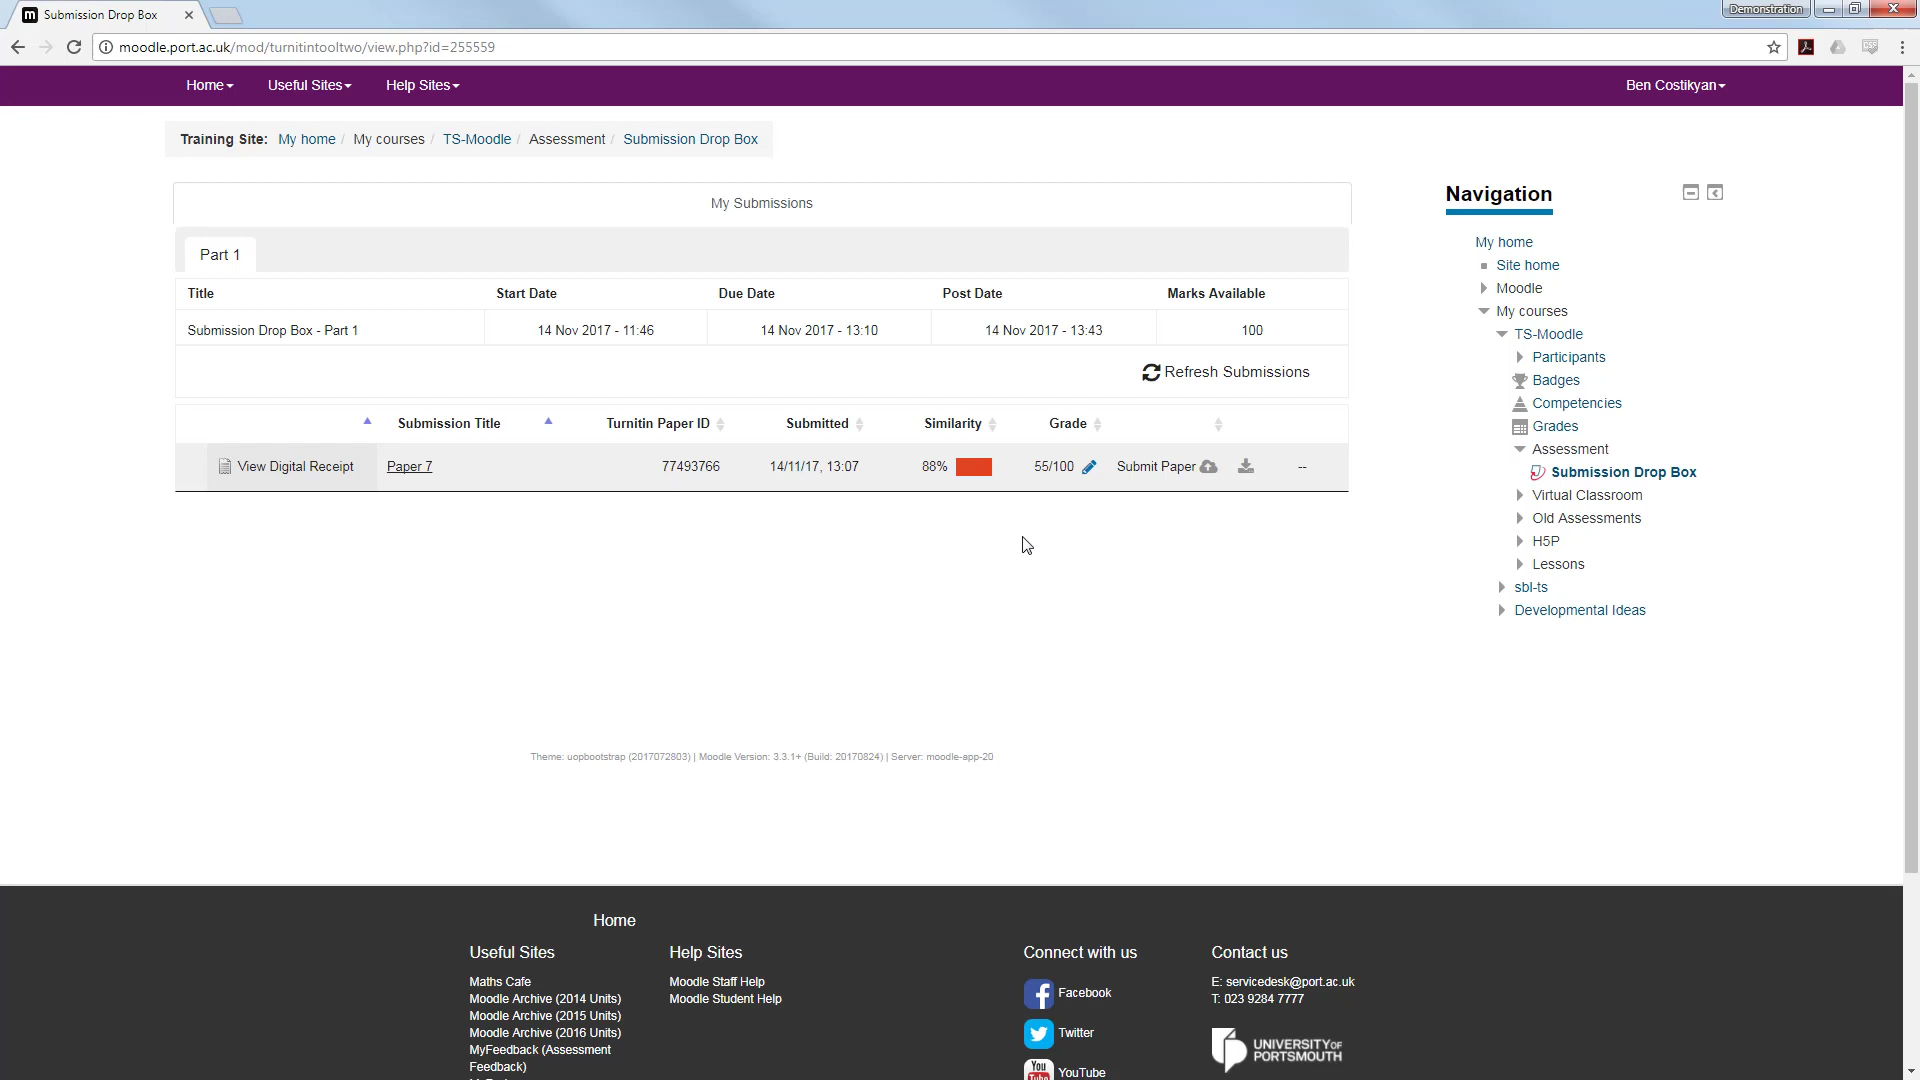 Submission Drop Box
Demonstration
moodle.port.ac.uk/mod/turnitintooltwo/view.php?id=255559
Home
Useful Sites
Help Sites
Ben Costikyan
Training Site: My home / My courses / TS-Moodle / Assessment / Submission Drop Box
My Submissions
Part 1
Title Start Date Due Date Post Date Marks Available
Submission Drop Box - Part 1 14 Nov 2017 - 11:46 14 Nov 2017 - 13:10 14 Nov 2017 - 13:43 100
Refresh Submissions
Submission Title Turnitin Paper ID Submitted Similarity Grade
View Digital Receipt Paper 7 77493766 14/11/17, 13:07 88% 55/100 Submit Paper --
Navigation
My home
Site home
Moodle
My courses
TS-Moodle
Participants
Badges
Competencies
Grades
Assessment
Submission Drop Box
Virtual Classroom
Old Assessments
H5P
Lessons
sbl-ts
Developmental Ideas
Theme: uopbootstrap (2017072803) | Moodle Version: 3.3.1+ (Build: 20170824) | Server: moodle-app-20
Home
Useful Sites
Maths Cafe
Moodle Archive (2014 Units)
Moodle Archive (2015 Units)
Moodle Archive (2016 Units)
MyFeedback (Assessment
Feedback)
Help Sites
Moodle Staff Help
Moodle Student Help
Connect with us
Facebook
Twitter
You
YouTube
Contact us
E: servicedesk@port.ac.uk
T: 023 9284 7777
UNIVERSITY OF
PORTSMOUTH